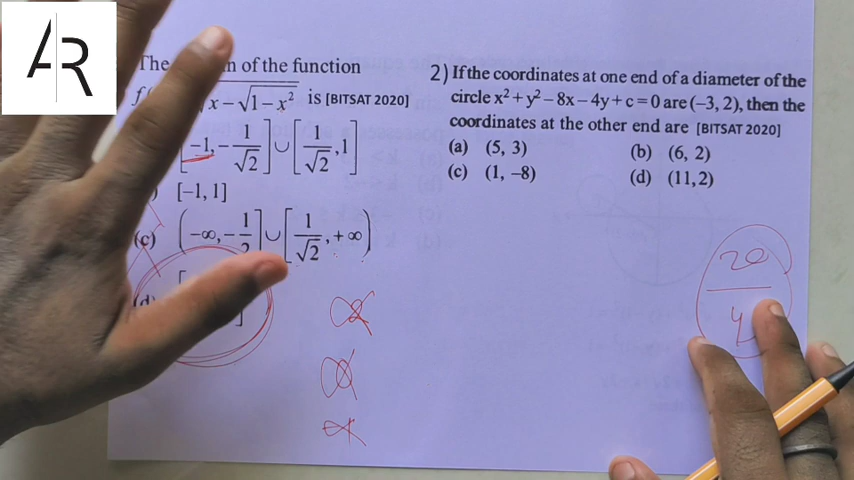 AR
The of the function
x − √1 − x² is [BITSAT 2020]
[−1, −1/√2] ∪ [1/√2, 1]
) [−1, 1]
(c) (−∞, −1/2] ∪ [1/√2, +∞)
(d)
2) If the coordinates at one end of a diameter of the
circle x² + y² − 8x − 4y + c = 0 are (−3, 2), then the
coordinates at the other end are [BITSAT 2020]
(a) (5, 3) (b) (6, 2)
(c) (1, −8) (d) (11, 2)
20
4